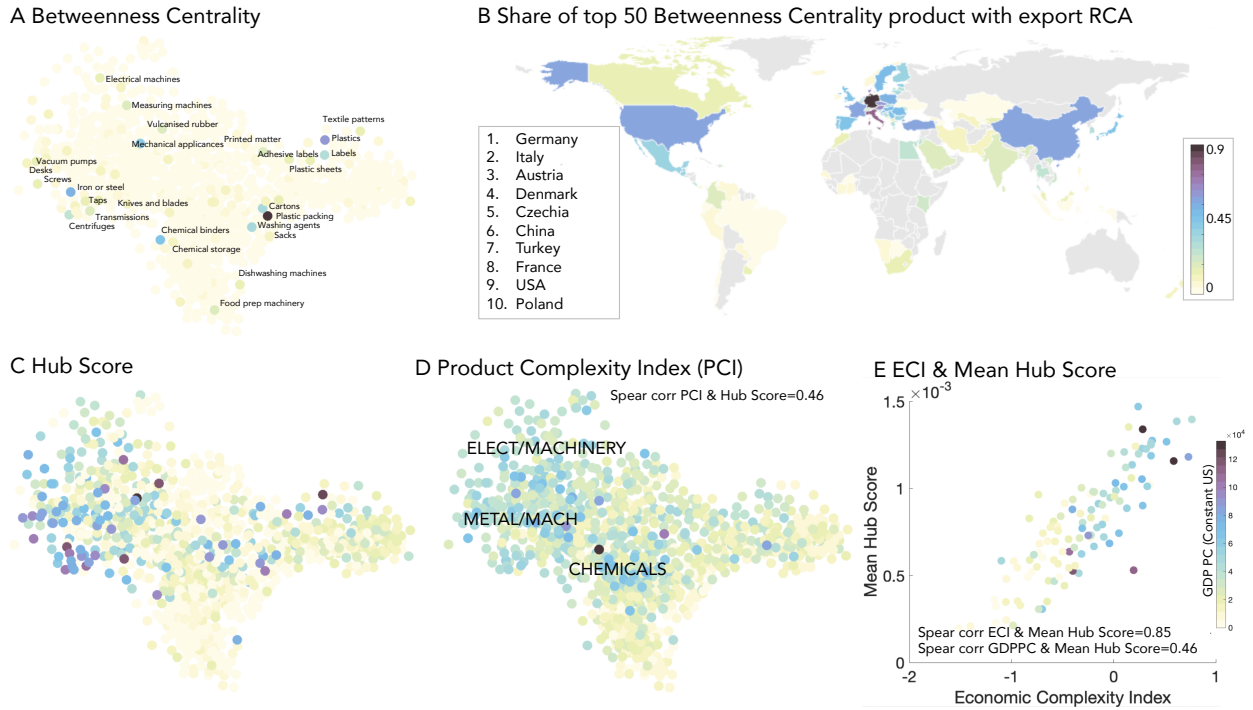 A Betweenness Centrality
Electrical machines
Measuring machines
Vulcanised rubber
Textile patterns
Mechanical applicances
Printed matter
Plastics
Adhesive labels
Labels
Vacuum pumps
Desks
Plastic sheets
Screws
Iron or steel
Taps
Knives and blades
Cartons
Transmissions
Plastic packing
Centrifuges
Washing agents
Chemical binders
Sacks
Chemical storage
Dishwashing machines
Food prep machinery
B Share of top 50 Betweenness Centrality product with export RCA
1. Germany
2. Italy
3. Austria
4. Denmark
5. Czechia
6. China
7. Turkey
8. France
9. USA
10. Poland
0.9
0.45
0
C Hub Score
D Product Complexity Index (PCI)
Spear corr PCI & Hub Score=0.46
ELECT/MACHINERY
METAL/MACH
CHEMICALS
E ECI & Mean Hub Score
×10⁻³
1.5
1
0.5
0
Mean Hub Score
Spear corr ECI & Mean Hub Score=0.85
Spear corr GDPPC & Mean Hub Score=0.46
-2
-1
0
1
Economic Complexity Index
×10⁴
12
10
8
6
4
2
0
GDP PC (Constant US)